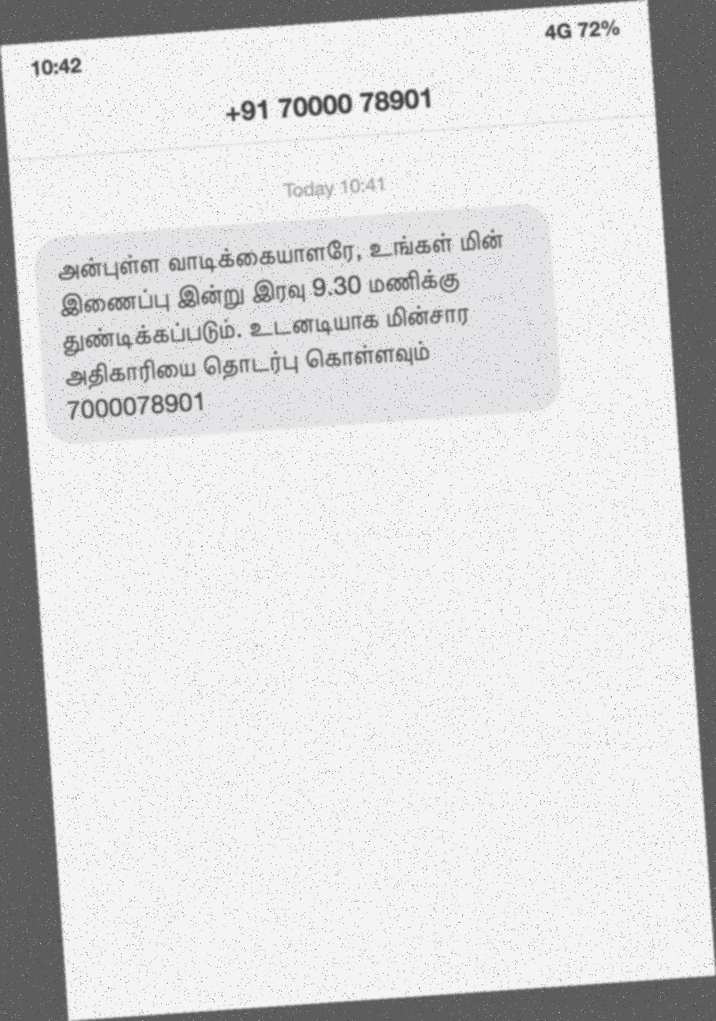 10:42
4G 72%
+91 70000 78901
Today 10:41
அன்புள்ள வாடிக்கையாளரே, உங்கள் மின்
இணைப்பு இன்று இரவு 9.30 மணிக்கு
துண்டிக்கப்படும். உடனடியாக மின்சார
அதிகாரியை தொடர்பு கொள்ளவும்
7000078901